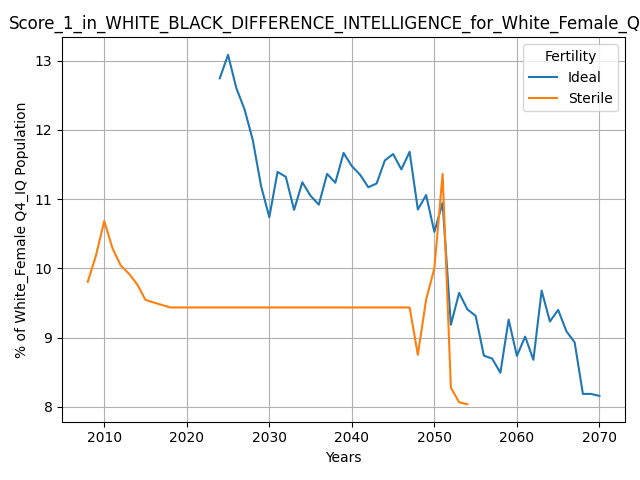 Score_1_in_WHITE_BLACK_DIFFERENCE_INTELLIGENCE_for_White_Female_Q
Fertility
Ideal
Sterile
% of White_Female Q4_IQ Population
13
12
11
10
9
8
2010 2020 2030 2040 2050 2060 2070
Years